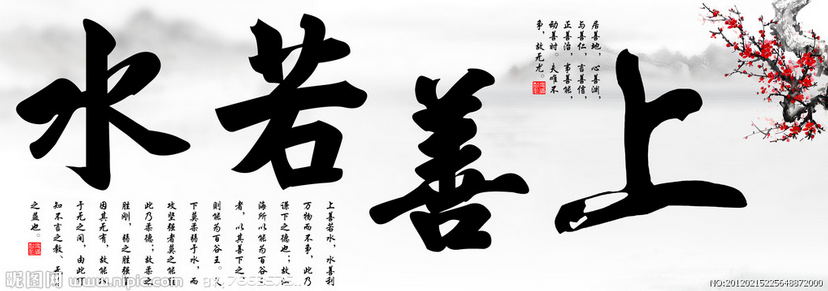 上善若水
居善地，心善渊，
与善仁，言善信，
正善治，事善能，
动善时。夫唯不
争，故无尤。
上善若水，水善利
万物而不争，此乃
谦下之德也；故江
海所以能为百谷王
者，以其善下之，
则能为百谷王。天
下莫柔弱于水，而
攻坚强者莫之能胜
此乃柔德；故柔之
胜刚，弱之胜强
因其无有，故能入
于无之间，由此可
知不言之教、无为
之益也。
昵图网 www.nipic.com
NO:20120215225648872000